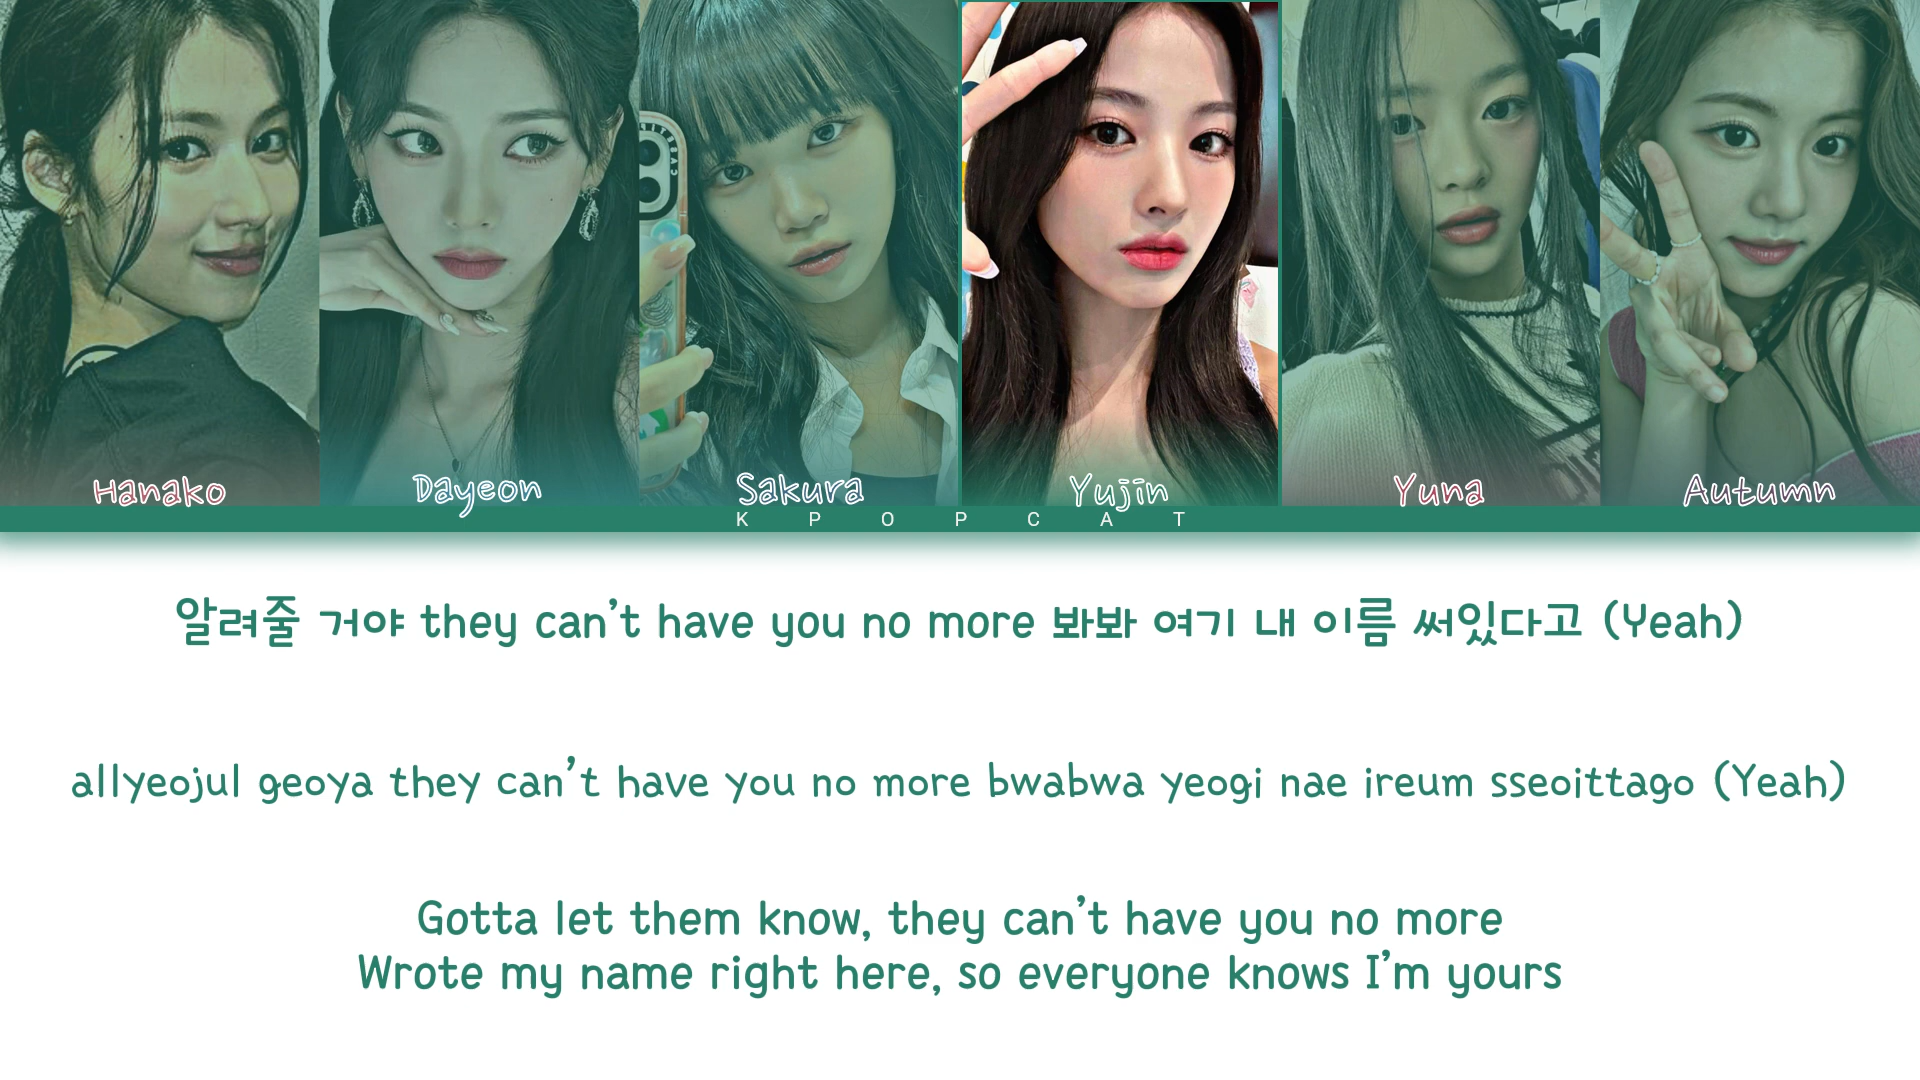 CASETiFY
Hanako
Dayeon
Sakura
Yujin
Yuna
Autumn
K P O P C A T
알려줄 거야 they can't have you no more 봐봐 여기 내 이름 써있다고 (Yeah)
allyeojul geoya they can't have you no more bwabwa yeogi nae ireum sseoittago (Yeah)
Gotta let them know, they can't have you no more
Wrote my name right here, so everyone knows I'm yours